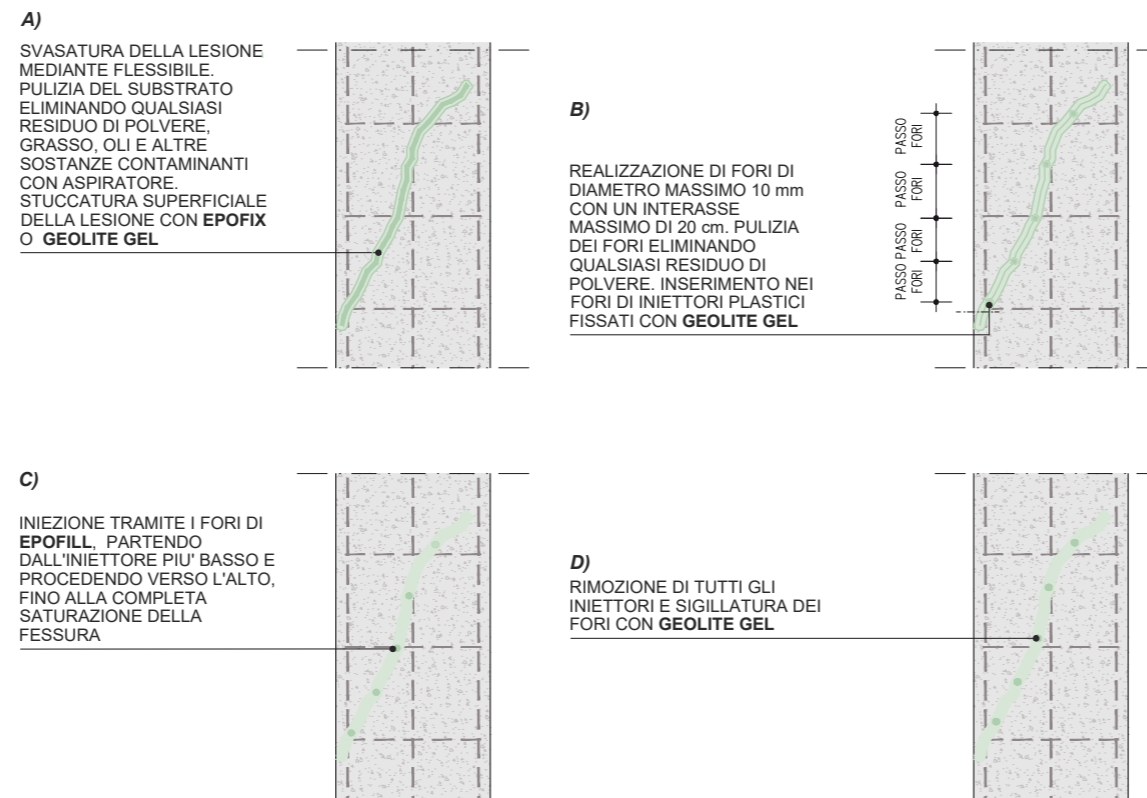 A)
SVASATURA DELLA LESIONE
MEDIANTE FLESSIBILE.
PULIZIA DEL SUBSTRATO
ELIMINANDO QUALSIASI
RESIDUO DI POLVERE,
GRASSO, OLI E ALTRE
SOSTANZE CONTAMINANTI
CON ASPIRATORE.
STUCCATURA SUPERFICIALE
DELLA LESIONE CON EPOFIX
O GEOLITE GEL
B)
REALIZZAZIONE DI FORI DI
DIAMETRO MASSIMO 10 mm
CON UN INTERASSE
MASSIMO DI 20 cm. PULIZIA
DEI FORI ELIMINANDO
QUALSIASI RESIDUO DI
POLVERE. INSERIMENTO NEI
FORI DI INIETTORI PLASTICI
FISSATI CON GEOLITE GEL
PASSO
FORI
PASSO
FORI
PASSO
FORI
PASSO
FORI
C)
INIEZIONE TRAMITE I FORI DI
EPOFILL, PARTENDO
DALL'INIETTORE PIU' BASSO E
PROCEDENDO VERSO L'ALTO,
FINO ALLA COMPLETA
SATURAZIONE DELLA
FESSURA
D)
RIMOZIONE DI TUTTI GLI
INIETTORI E SIGILLATURA DEI
FORI CON GEOLITE GEL